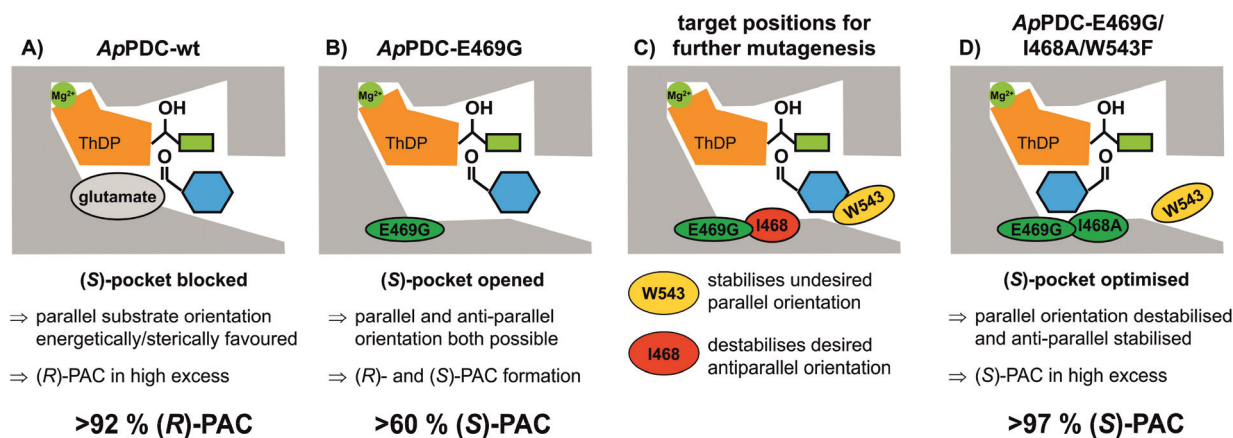 A)
ApPDC-wt
Mg²⁺
ThDP
OH
O
glutamate
(S)-pocket blocked
⇒ parallel substrate orientation
energetically/sterically favoured
⇒ (R)-PAC in high excess
>92 % (R)-PAC
B)
ApPDC-E469G
Mg²⁺
ThDP
OH
O
E469G
(S)-pocket opened
⇒ parallel and anti-parallel
orientation both possible
⇒ (R)- and (S)-PAC formation
>60 % (S)-PAC
target positions for
C) further mutagenesis
Mg²⁺
ThDP
OH
O
W543
E469G
I468
W543
stabilises undesired
parallel orientation
I468
destabilises desired
antiparallel orientation
ApPDC-E469G/
D) I468A/W543F
Mg²⁺
ThDP
OH
O
W543
E469G
I468A
(S)-pocket optimised
⇒ parallel orientation destabilised
and anti-parallel stabilised
⇒ (S)-PAC in high excess
>97 % (S)-PAC